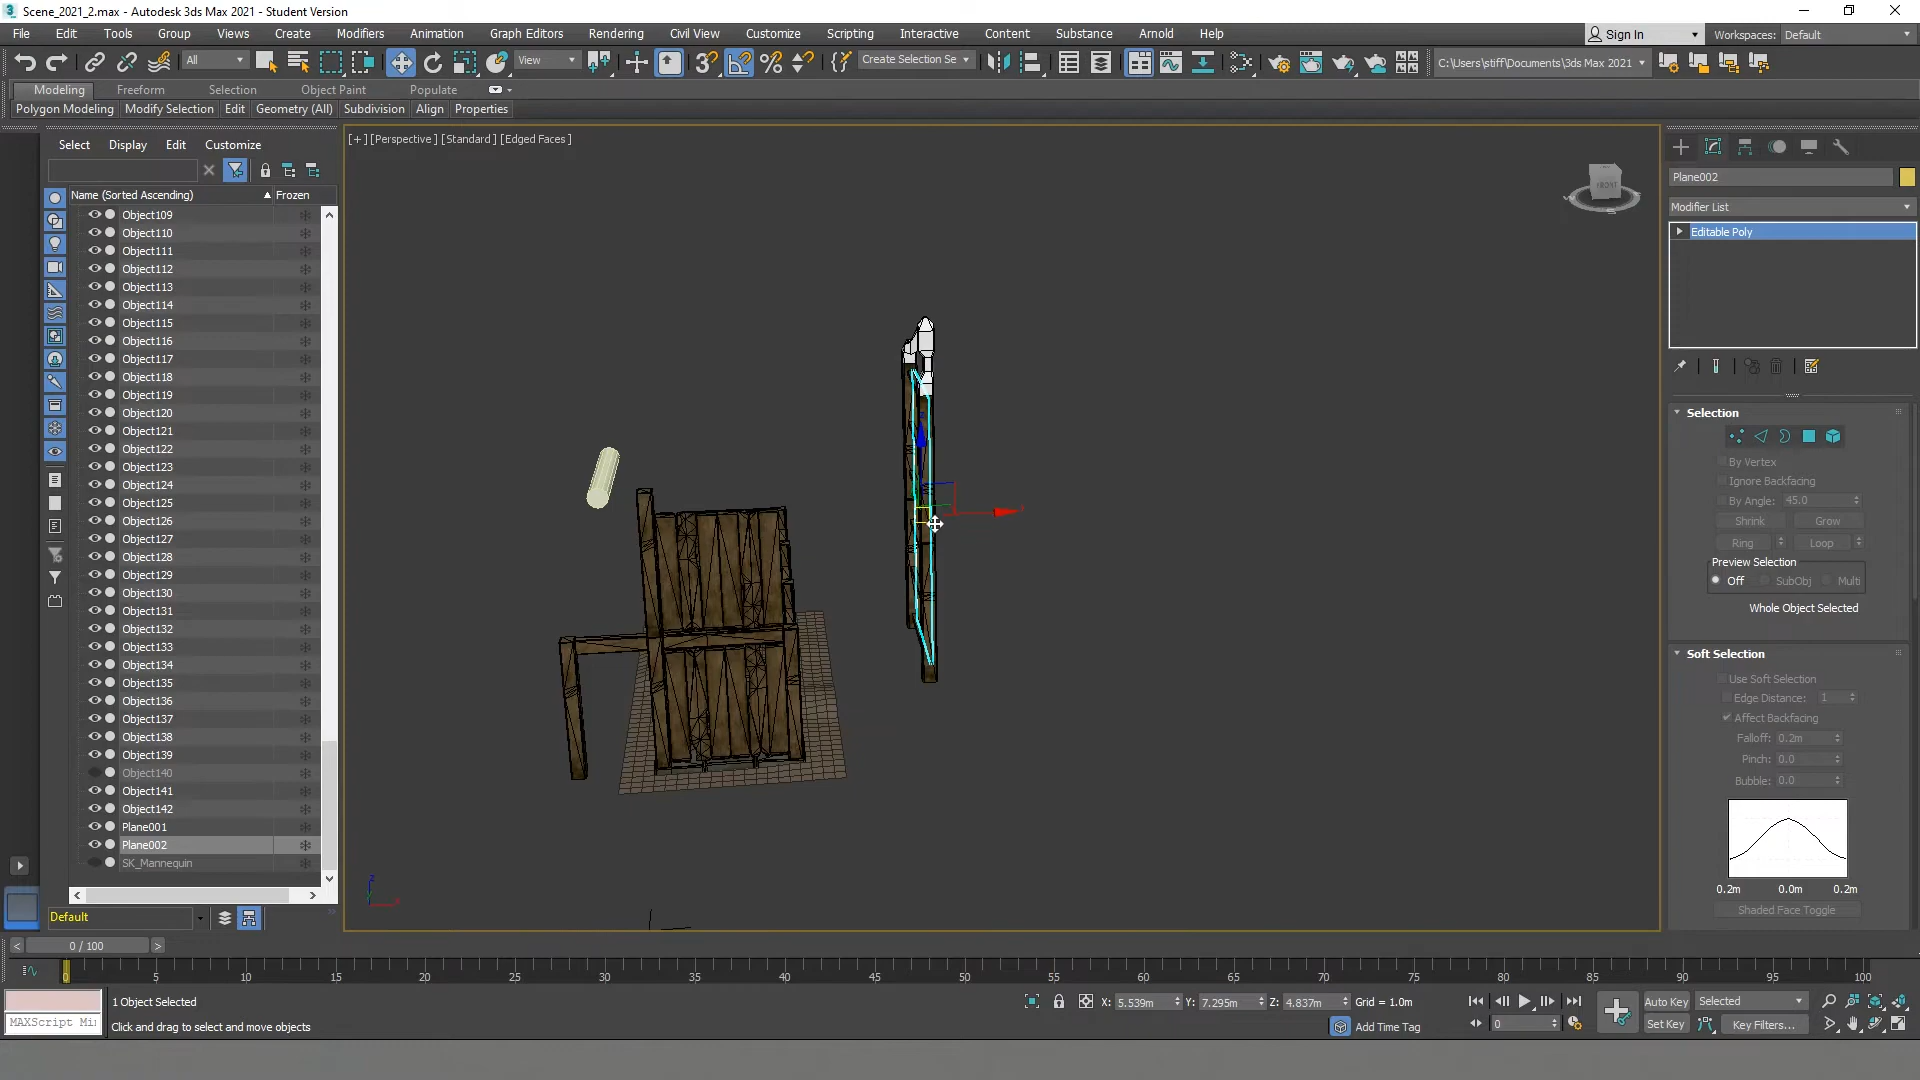 Scene_2021_2.max - Autodesk 3ds Max 2021 - Student Version
File Edit Tools Group Views Create Modifiers Animation Graph Editors Rendering Civil View Customize Scripting Interactive Content Substance Arnold Help Sign In Workspaces: Default
All View Create Selection Se C:\Users\stiff\Documents\3ds Max 2021
Modeling Freeform Selection Object Paint Populate
Polygon Modeling Modify Selection Edit Geometry (All) Subdivision Align Properties
Select Display Edit Customize
[+] [Perspective] [Standard] [Edged Faces]
Name (Sorted Ascending) Frozen
Object109
Object110
Object111
Object112
Object113
Object114
Object115
Object116
Object117
Object118
Object119
Object120
Object121
Object122
Object123
Object124
Object125
Object126
Object127
Object128
Object129
Object130
Object131
Object132
Object133
Object134
Object135
Object136
Object137
Object138
Object139
Object140
Object141
Object142
Plane001
Plane002
SK_Mannequin
Default
FRONT
z
Plane002
Modifier List
Editable Poly
Selection
By Vertex
Ignore Backfacing
By Angle: 45.0
Shrink Grow
Ring Loop
Preview Selection
Off SubObj Multi
Whole Object Selected
Soft Selection
Use Soft Selection
Edge Distance: 1
Affect Backfacing
Falloff: 0.2m
Pinch: 0.0
Bubble: 0.0
0.2m 0.0m 0.2m
Shaded Face Toggle
< 0 / 100 >
0 5 10 15 20 25 30 35 40 45 50 55 60 65 70 75 80 85 90 95 100
1 Object Selected X: 5.539m Y: 7.295m Z: 4.837m Grid = 1.0m Auto Key Selected
MAXScript Mi Click and drag to select and move objects Add Time Tag 0 Set Key Key Filters...